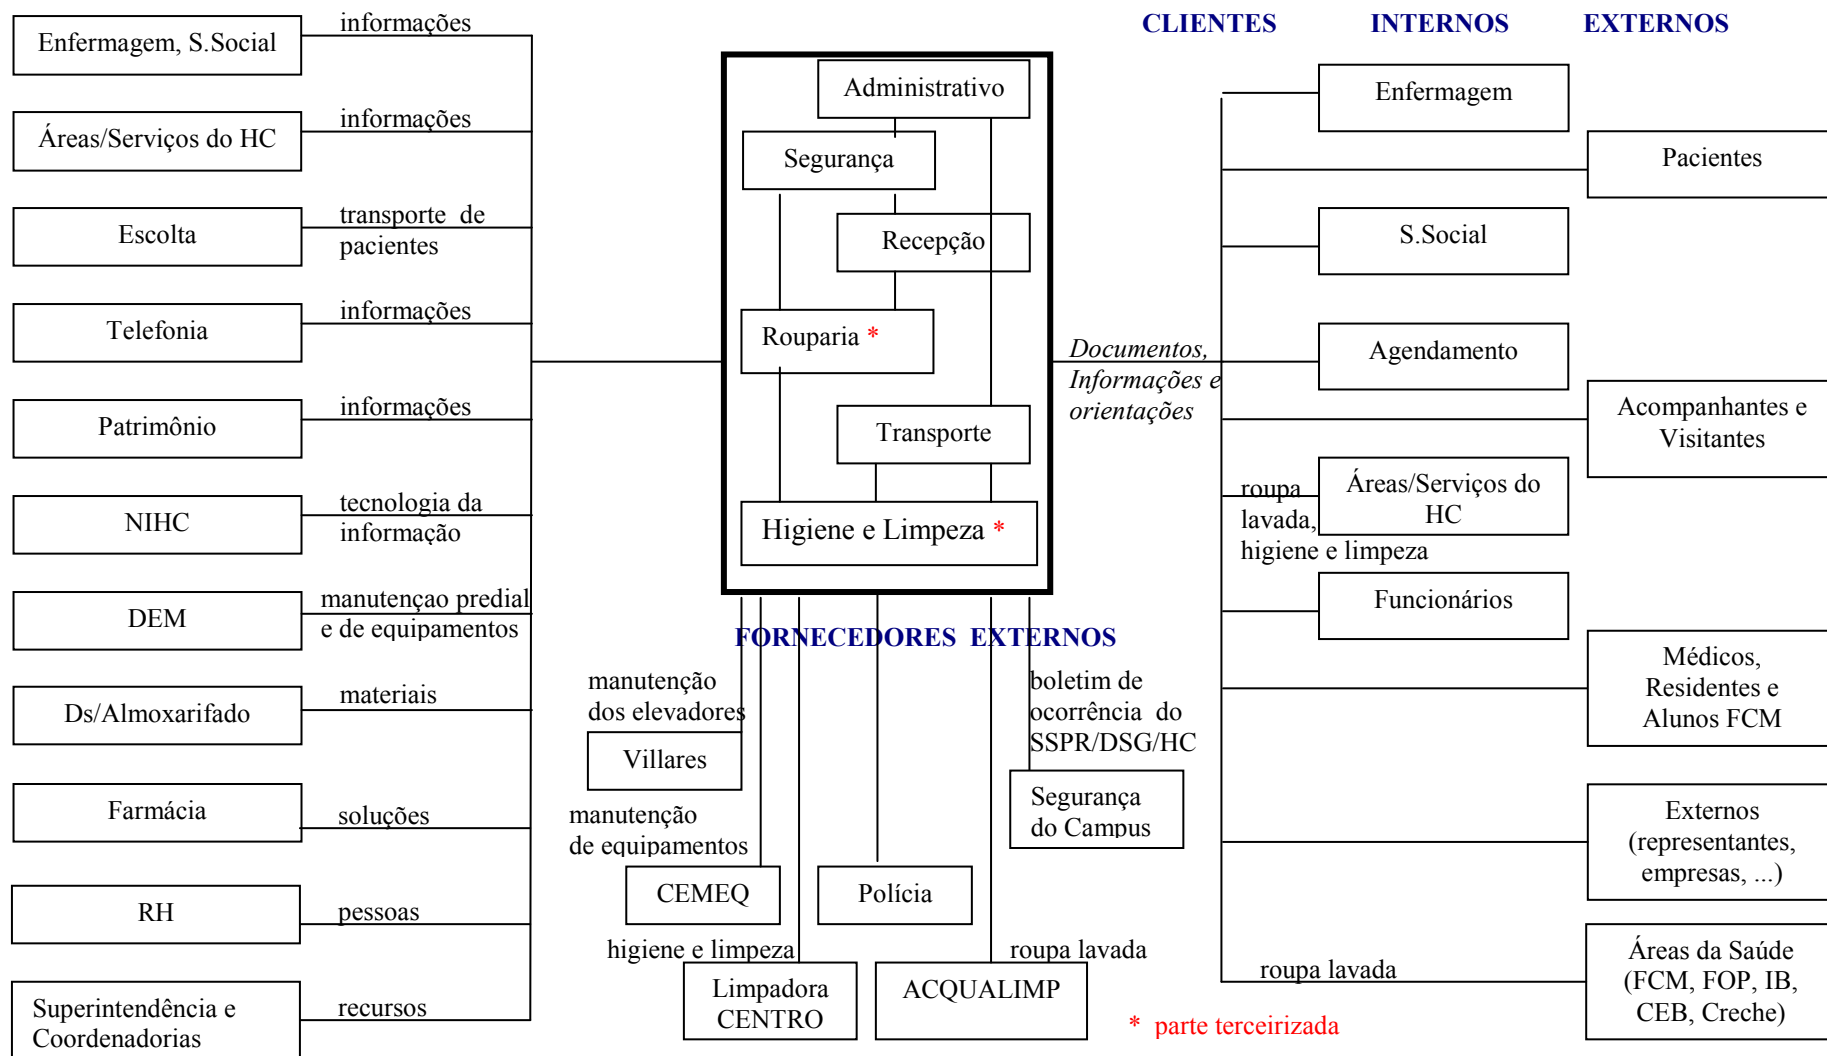 Enfermagem, S.Social
informações
Áreas/Serviços do HC
informações
Escolta
transporte de
pacientes
Telefonia
informações
Patrimônio
informações
NIHC
tecnologia da
informação
DEM
manutençao predial
e de equipamentos
Ds/Almoxarifado
materiais
Farmácia
soluções
RH
pessoas
Superintendência e
Coordenadorias
recursos
Administrativo
Segurança
Recepção
Rouparia *
Transporte
Higiene e Limpeza *
FORNECEDORES EXTERNOS
manutenção
dos elevadores
Villares
manutenção
de equipamentos
CEMEQ
higiene e limpeza
Limpadora
CENTRO
Polícia
roupa lavada
ACQUALIMP
boletim de
ocorrência do
SSPR/DSG/HC
Segurança
do Campus
* parte terceirizada
Documentos,
Informações e
orientações
CLIENTES INTERNOS EXTERNOS
Enfermagem
Pacientes
S.Social
Agendamento
Acompanhantes e
Visitantes
roupa
lavada,
higiene e limpeza
Áreas/Serviços do
HC
Funcionários
Médicos,
Residentes e
Alunos FCM
Externos
(representantes,
empresas, ...)
roupa lavada
Áreas da Saúde
(FCM, FOP, IB,
CEB, Creche)